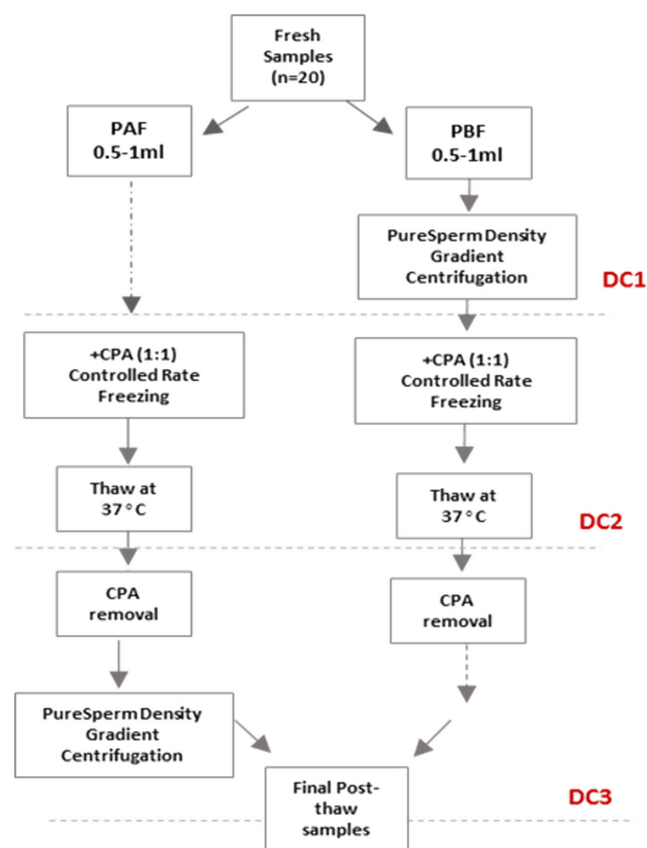 Fresh
Samples
(n=20)
PAF
0.5-1ml
PBF
0.5-1ml
PureSperm Density
Gradient
Centrifugation
DC1
+CPA (1:1)
Controlled Rate
Freezing
+CPA (1:1)
Controlled Rate
Freezing
Thaw at
37°C
Thaw at
37°C
DC2
CPA
removal
CPA
removal
PureSperm Density
Gradient
Centrifugation
Final Post-
thaw
samples
DC3